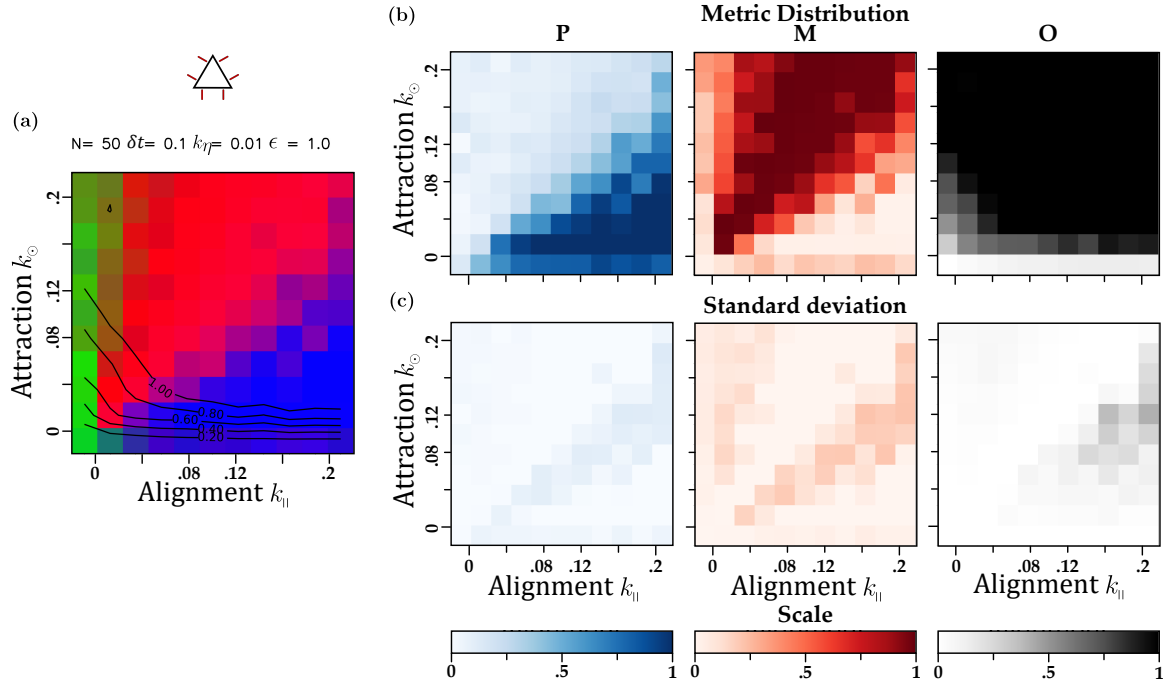 (a)
N= 50 δt= 0.1 kη= 0.01 ϵ = 1.0
Attraction k⊙
.2
.12
.08
0
1.00
0.80
0.60
0.40
0.20
0 .08 .12 .2
Alignment k||
(b)
Metric Distribution
P M O
Attraction k⊙
.2
.12
.08
0
(c)
Standard deviation
Attraction k⊙
.2
.12
.08
0
0 .08 .12 .2
0 .08 .12 .2
0 .08 .12 .2
Alignment k|| Alignment k|| Alignment k||
Scale
0 .5 1
0 .5 1
0 .5 1